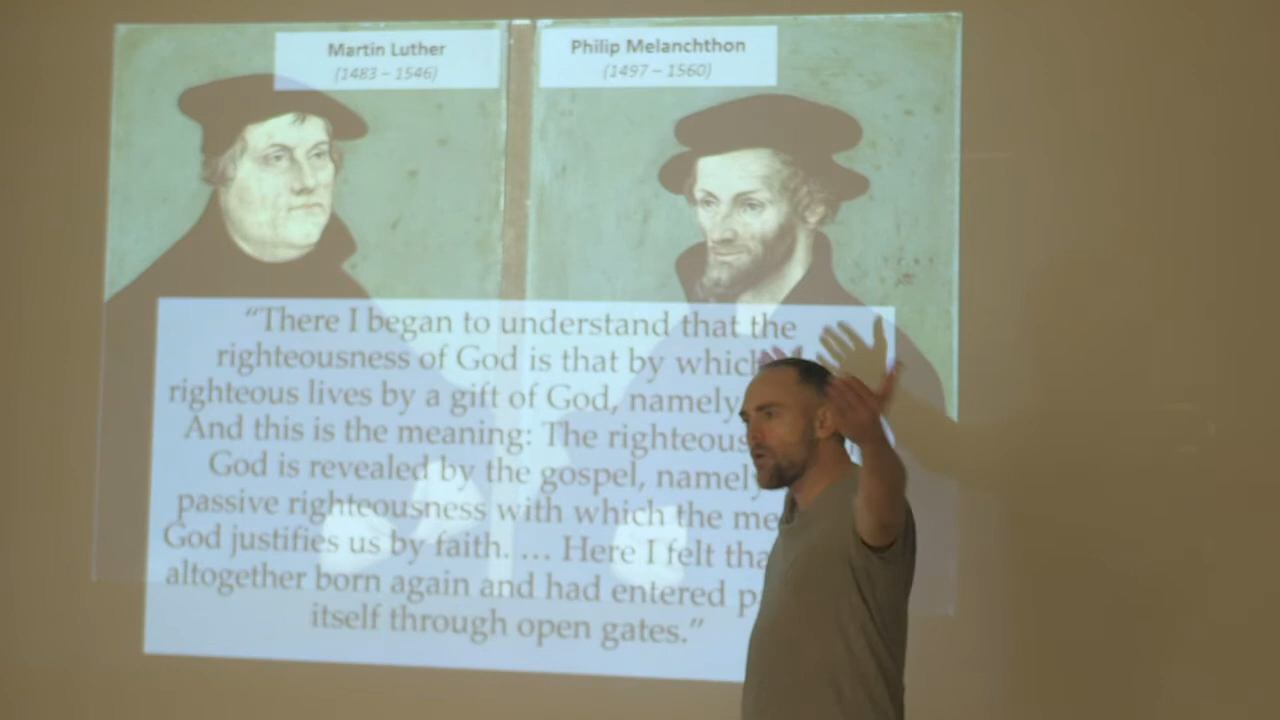 Martin Luther
(1483 – 1546)
Philip Melanchthon
(1497 – 1560)
“There I began to understand that the
righteousness of God is that by which
righteous lives by a gift of God, namely
And this is the meaning: The
God is revealed by the gospel, namely
passive righteousness with which the
God justifies us by faith. … Here I felt
altogether born again and had entered
itself through open gates.”